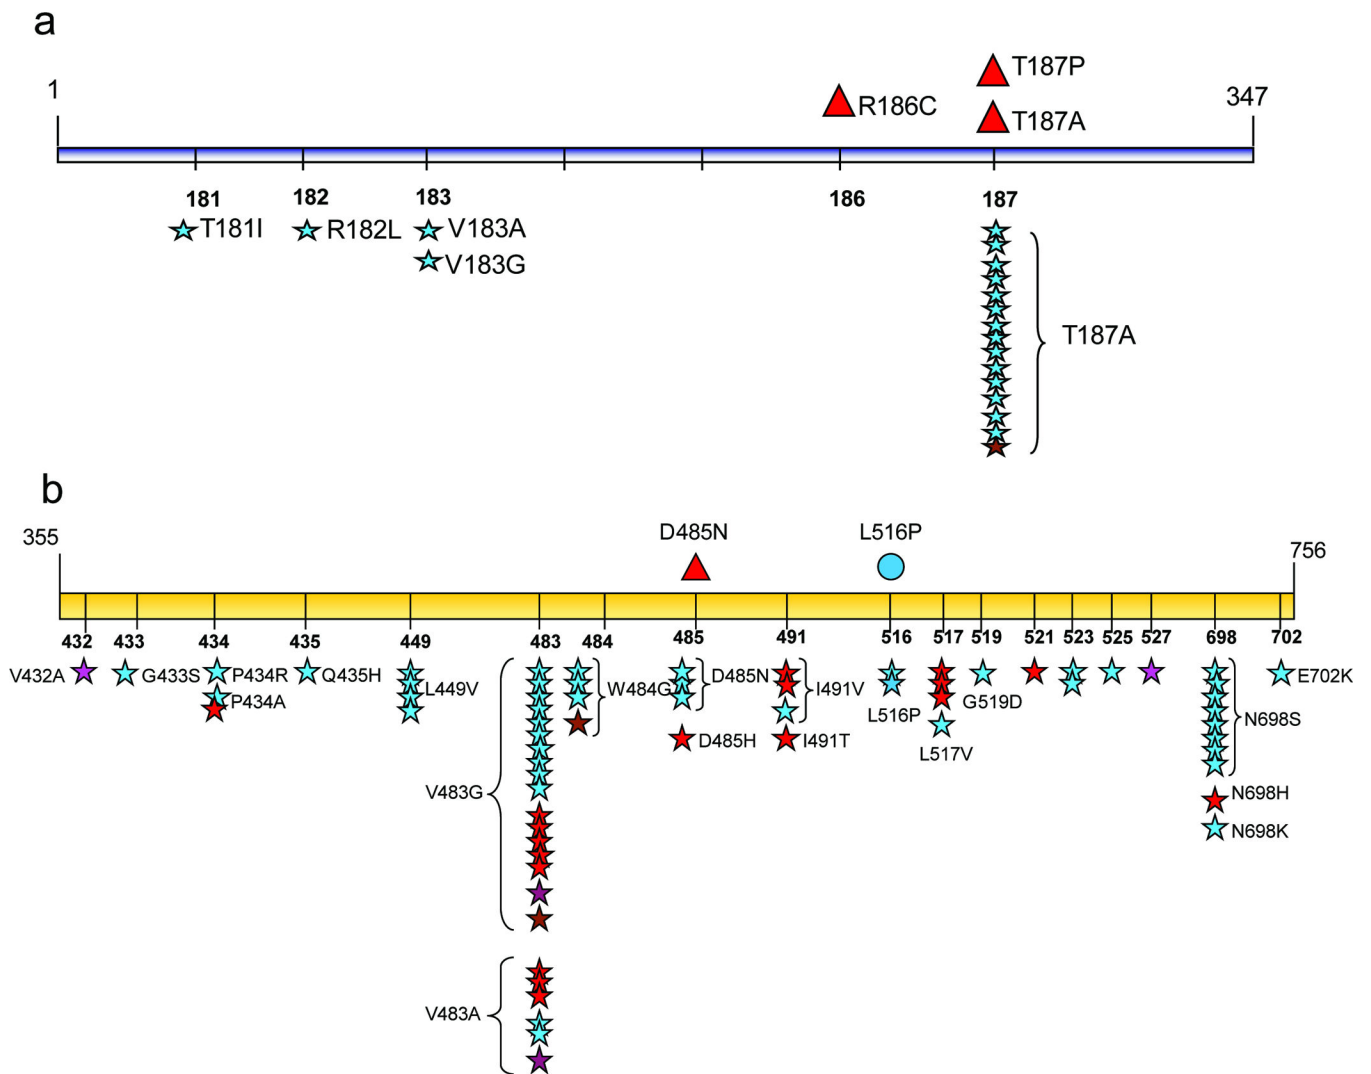 a
1
T187P
R186C
T187A
347
181
182
183
186
187
T181I
R182L
V183A
V183G
T187A
b
355
D485N
L516P
756
432
433
434
435
449
483
484
485
491
516
517
519
521
523
525
527
698
702
V432A
G433S
P434R
P434A
Q435H
L449V
W484G
D485N
D485H
I491V
I491T
L516P
L517V
G519D
N698S
N698H
N698K
E702K
V483G
V483A